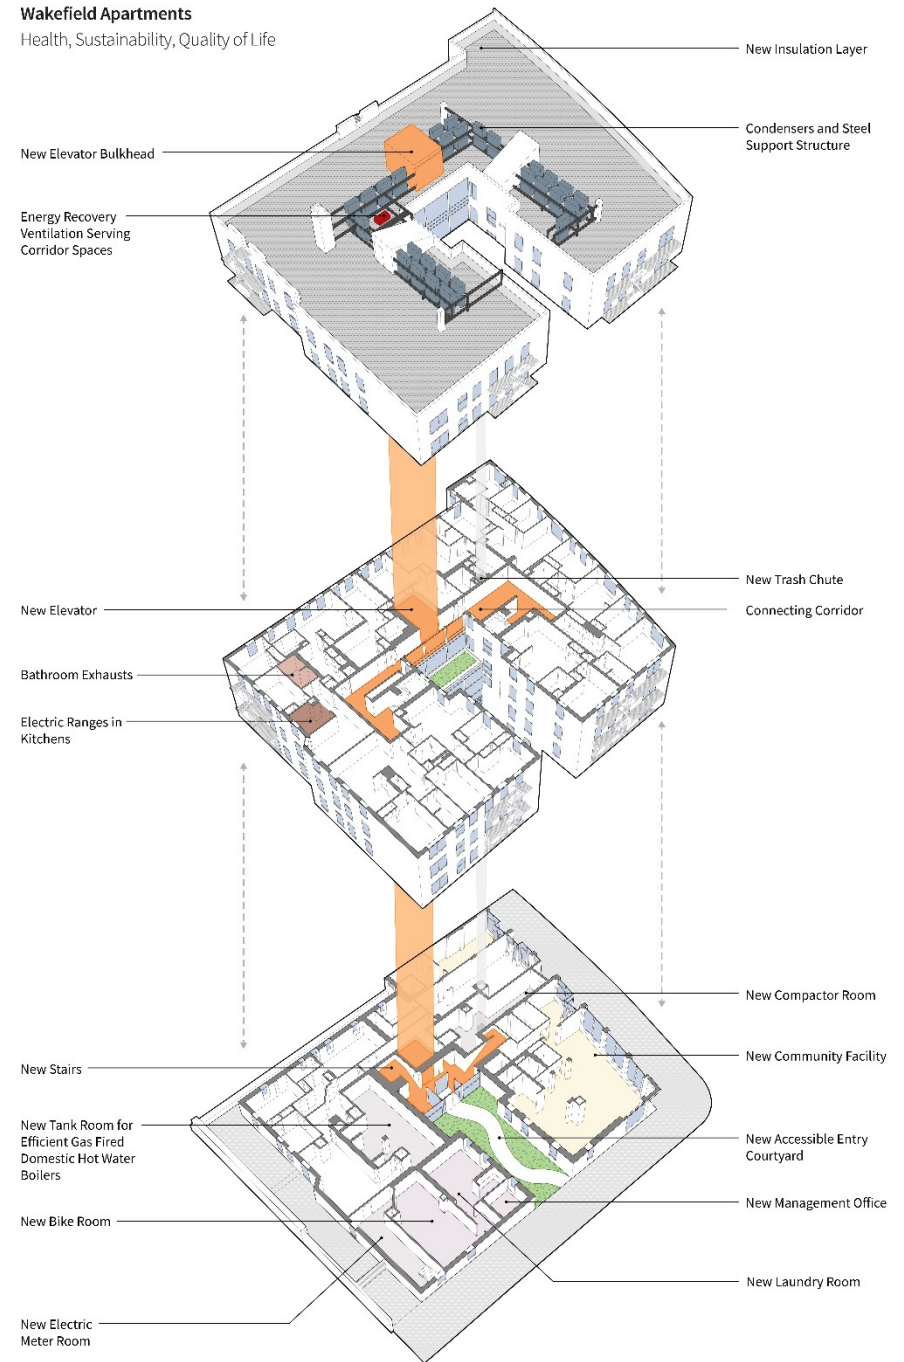 Wakefield Apartments
Health, Sustainability, Quality of Life
New Insulation Layer
Condensers and Steel
Support Structure
New Elevator Bulkhead
Energy Recovery
Ventilation Serving
Corridor Spaces
New Trash Chute
New Elevator
Connecting Corridor
Bathroom Exhausts
Electric Ranges in
Kitchens
New Compactor Room
New Community Facility
New Stairs
New Tank Room for
Efficient Gas Fired
Domestic Hot Water
Boilers
New Accessible Entry
Courtyard
New Management Office
New Bike Room
New Laundry Room
New Electric
Meter Room